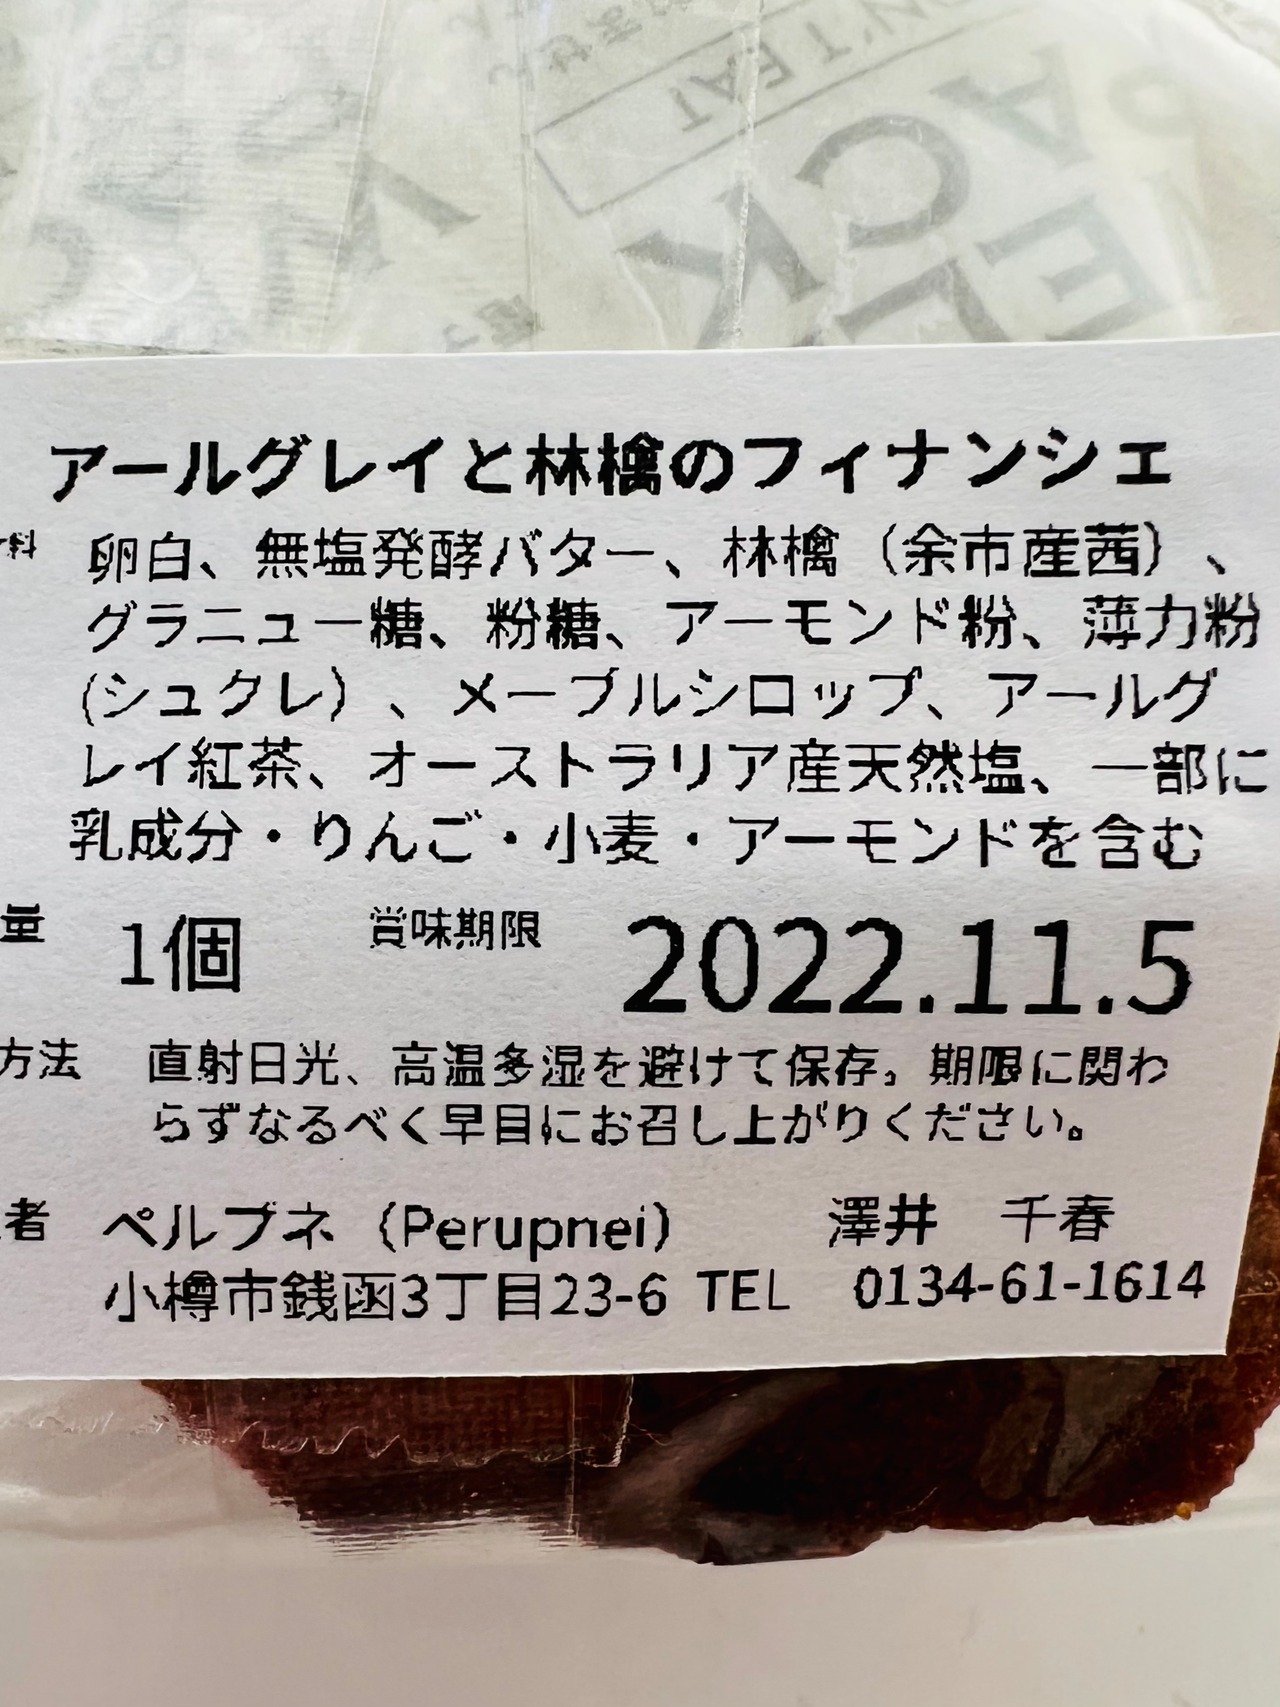 DON'T EAT
アールグレイと林檎のフィナンシェ
料 卵白、無塩発酵バター、林檎（余市産茜）、
グラニュー糖、粉糖、アーモンド粉、薄力粉
(シュクレ）、メープルシロップ、アールグ
レイ紅茶、オーストラリア産天然塩、一部に
乳成分・りんご・小麦・アーモンドを含む
量 1個 賞味期限 2022.11.5
方法 直射日光、高温多湿を避けて保存。期限に関わ
らずなるべく早目にお召し上がりください。
者 ペルプネ（Perupnei） 澤井 千春
小樽市銭函3丁目23-6 TEL 0134-61-1614